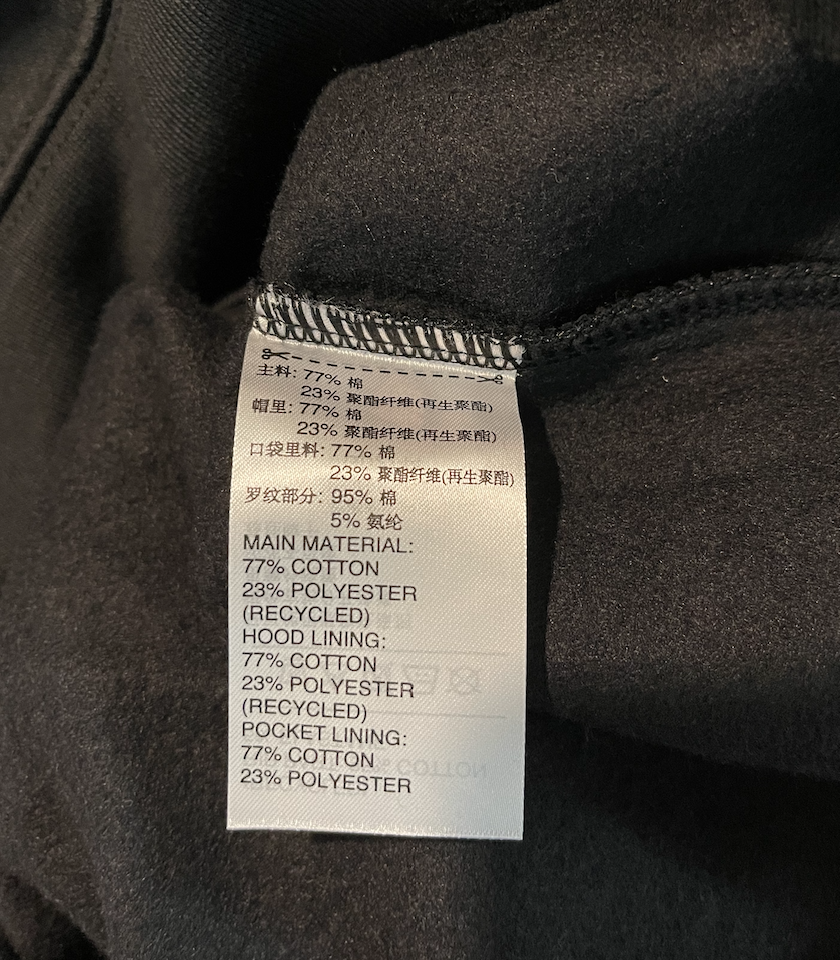 主料: 77% 棉
23% 聚酯纤维(再生聚酯)
帽里: 77% 棉
23% 聚酯纤维(再生聚酯)
口袋里料: 77% 棉
23% 聚酯纤维(再生聚酯)
罗纹部分: 95% 棉
5% 氨纶
MAIN MATERIAL:
77% COTTON
23% POLYESTER
(RECYCLED)
HOOD LINING:
77% COTTON
23% POLYESTER
(RECYCLED)
POCKET LINING:
77% COTTON
23% POLYESTER